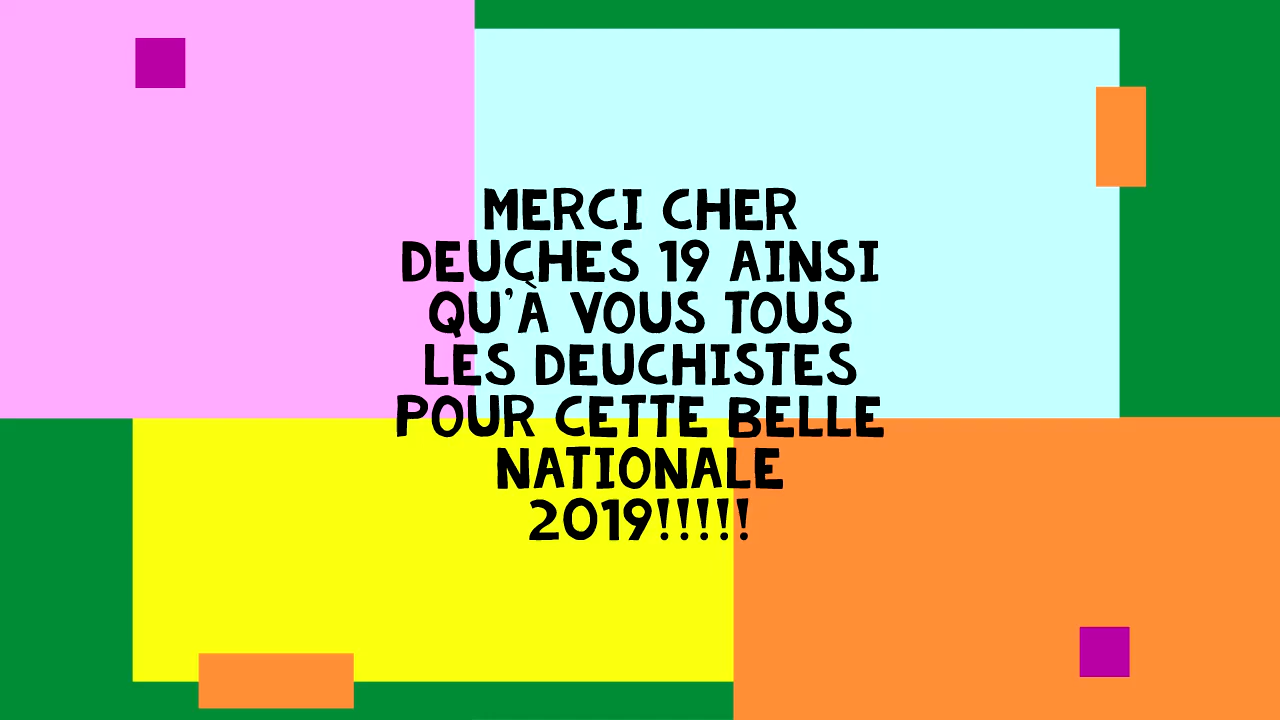 MERCI CHER
DEUCHES 19 AINSI
QU'À VOUS TOUS
LES DEUCHISTES
POUR CETTE BELLE
NATIONALE
2019!!!!!